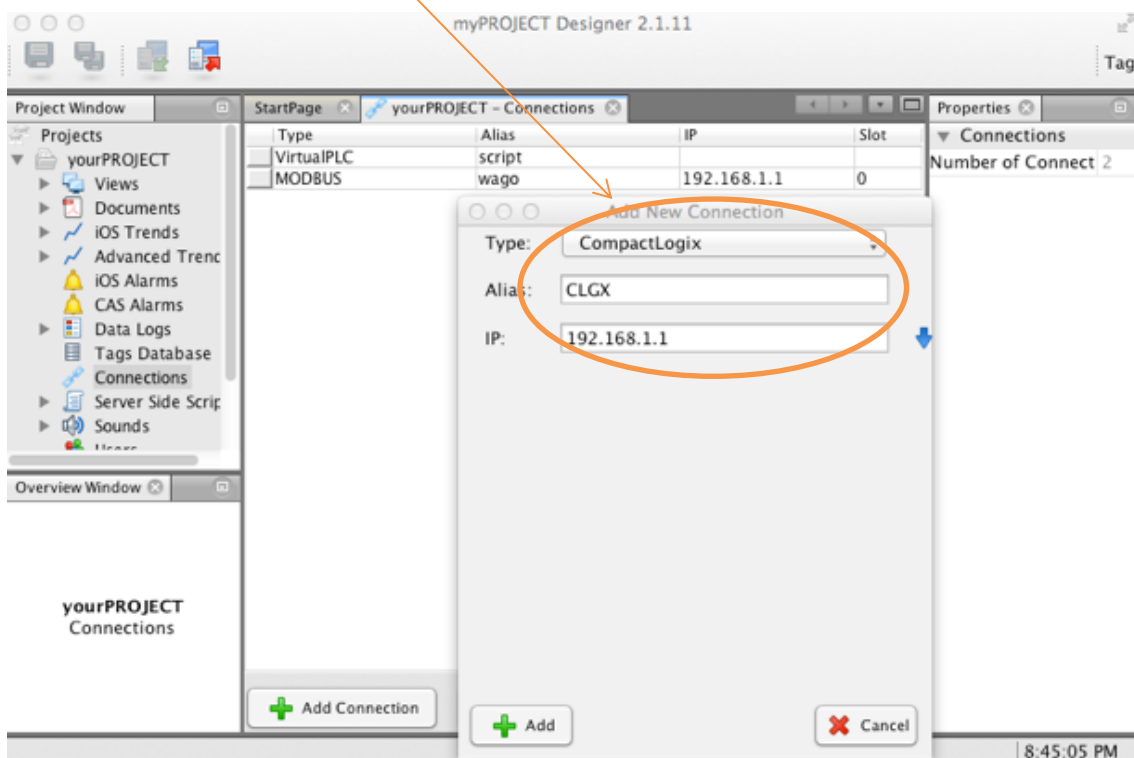 myPROJECT Designer 2.1.11
Tag
Project Window
Projects
yourPROJECT
Views
Documents
iOS Trends
Advanced Trenc
iOS Alarms
CAS Alarms
Data Logs
Tags Database
Connections
Server Side Scrip
Sounds
Users
Overview Window
yourPROJECT
Connections
StartPage yourPROJECT – Connections
Type Alias IP Slot
VirtualPLC script
MODBUS wago 192.168.1.1 0
Add New Connection
Type: CompactLogix
Alias: CLGX
IP: 192.168.1.1
Add Connection
Add Cancel
Properties
Connections
Number of Connect 2
8:45:05 PM